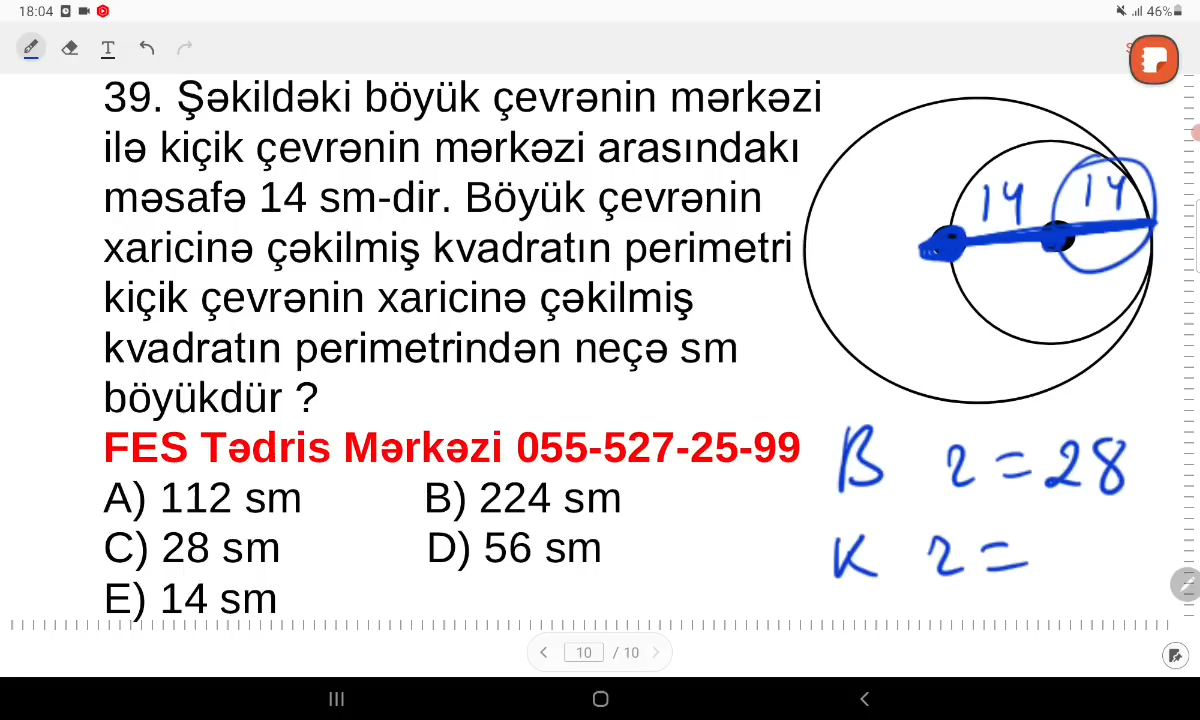 18:04 46%
T
39. Şəkildəki böyük çevrənin mərkəzi
ilə kiçik çevrənin mərkəzi arasındakı
məsafə 14 sm-dir. Böyük çevrənin
xaricinə çəkilmiş kvadratın perimetri
kiçik çevrənin xaricinə çəkilmiş
kvadratın perimetrindən neçə sm
böyükdür ?
FES Tədris Mərkəzi 055-527-25-99
A) 112 sm B) 224 sm
C) 28 sm D) 56 sm
E) 14 sm
14 14
B r = 28
K r =
10 / 10